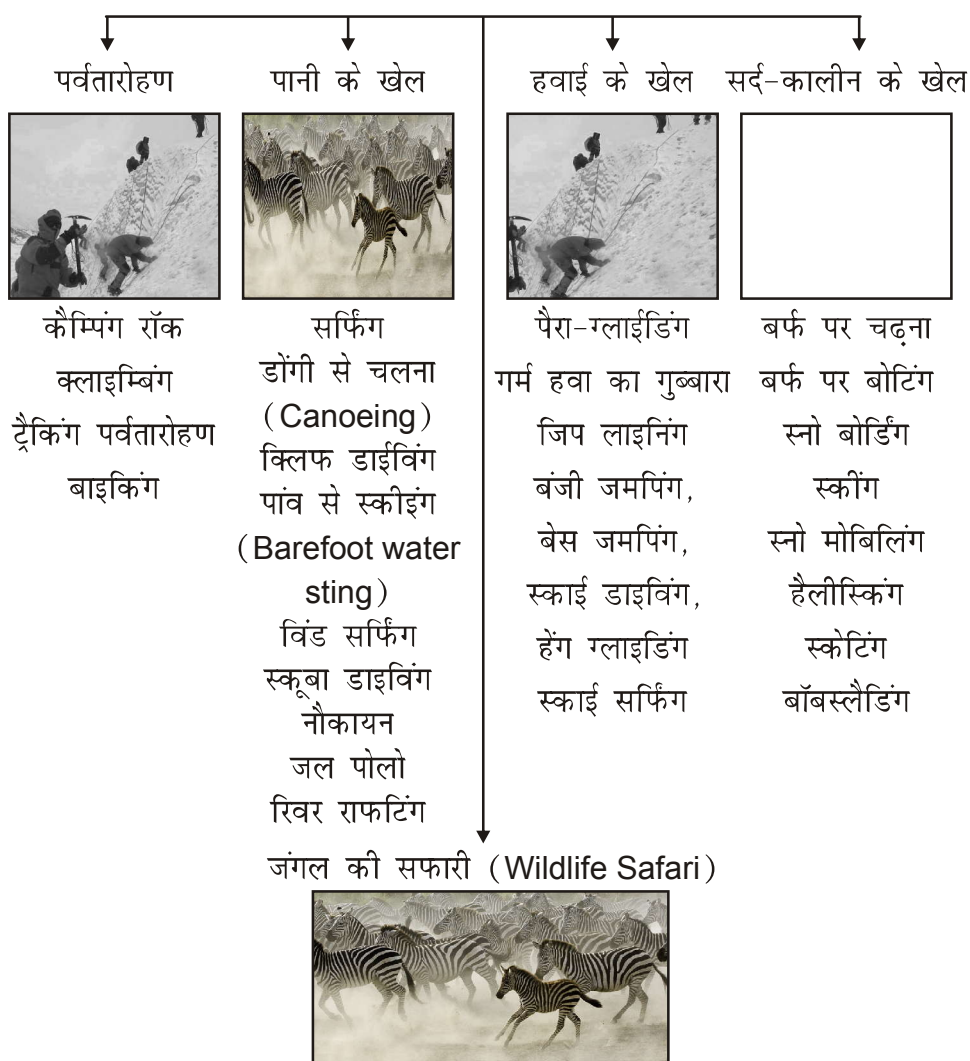 पर्वतारोहण
पानी के खेल
हवाई के खेल
सर्द-कालीन के खेल
कैम्पिंग रॉक
क्लाइम्बिंग
ट्रैकिंग पर्वतारोहण
बाइकिंग
सर्फिंग
डोंगी से चलना
(Canoeing)
क्लिफ डाईविंग
पांव से स्कीइंग
(Barefoot water
sting)
विंड सर्फिंग
स्कूबा डाइविंग
नौकायन
जल पोलो
रिवर राफटिंग
पैरा-ग्लाईडिंग
गर्म हवा का गुब्बारा
जिप लाइनिंग
बंजी जमपिंग,
बेस जमपिंग,
स्काई डाइविंग,
हेंग ग्लाइडिंग
स्काई सर्फिंग
बर्फ पर चढ़ना
बर्फ पर बोटिंग
स्नो बोर्डिंग
स्कींग
स्नो मोबिलिंग
हैलीस्किंग
स्केटिंग
बॉबस्लैडिंग
जंगल की सफारी (Wildlife Safari)